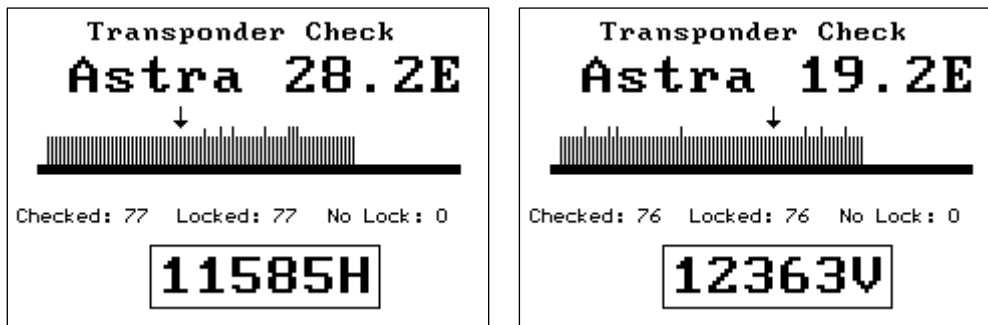 Transponder Check
Astra 28.2E
Checked: 77 Locked: 77 No Lock: 0
11585H
Transponder Check
Astra 19.2E
Checked: 76 Locked: 76 No Lock: 0
12363V